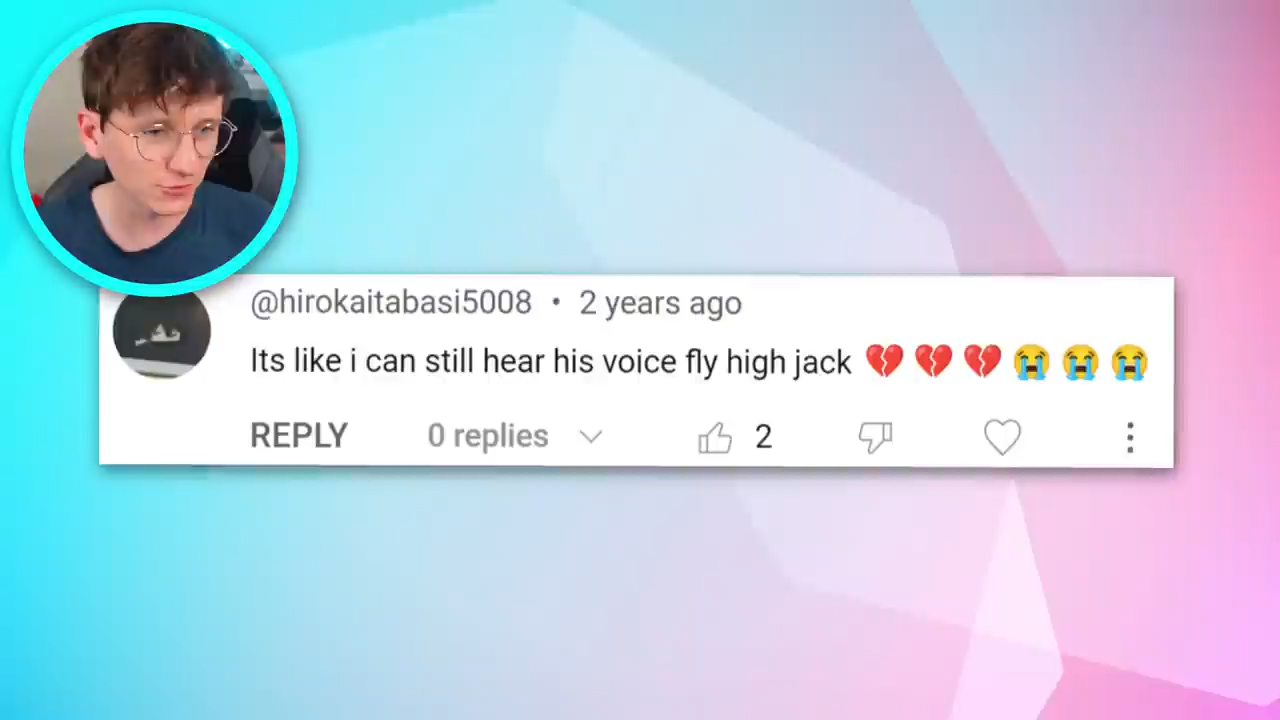 @hirokaitabasi5008 • 2 years ago
Its like i can still hear his voice fly high jack 💔 💔 💔 😭 😭 😭
REPLY 0 replies 2